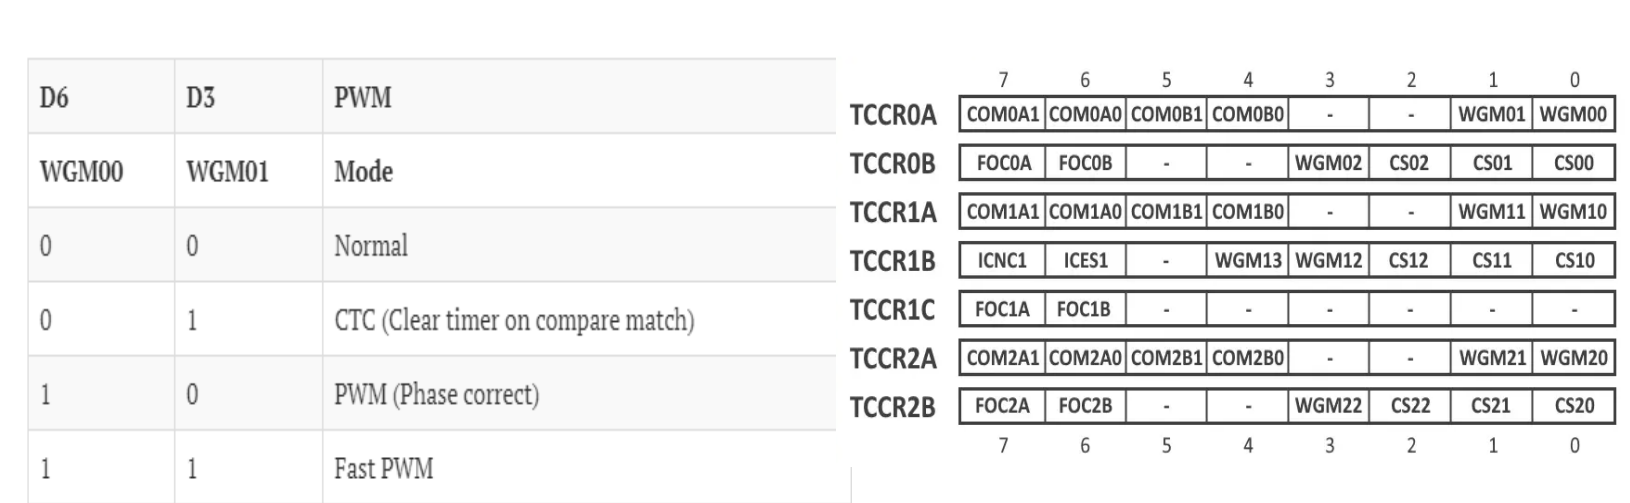 D6 D3 PWM
WGM00 WGM01 Mode
0 0 Normal
0 1 CTC (Clear timer on compare match)
1 0 PWM (Phase correct)
1 1 Fast PWM
7 6 5 4 3 2 1 0
TCCR0A COM0A1 COM0A0 COM0B1 COM0B0 - - WGM01 WGM00
TCCR0B FOC0A FOC0B - - WGM02 CS02 CS01 CS00
TCCR1A COM1A1 COM1A0 COM1B1 COM1B0 - - WGM11 WGM10
TCCR1B ICNC1 ICES1 - WGM13 WGM12 CS12 CS11 CS10
TCCR1C FOC1A FOC1B - - - - - -
TCCR2A COM2A1 COM2A0 COM2B1 COM2B0 - - WGM21 WGM20
TCCR2B FOC2A FOC2B - - WGM22 CS22 CS21 CS20
7 6 5 4 3 2 1 0